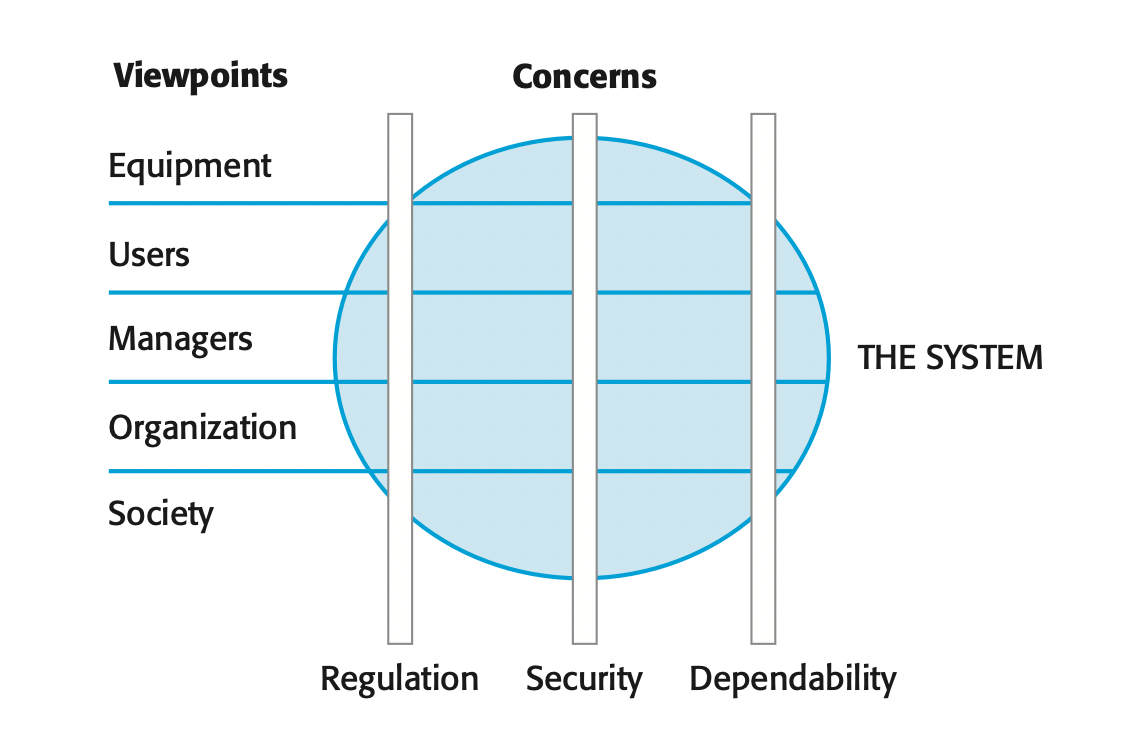 Viewpoints
Concerns
Equipment
Users
Managers
THE SYSTEM
Organization
Society
Regulation
Security
Dependability